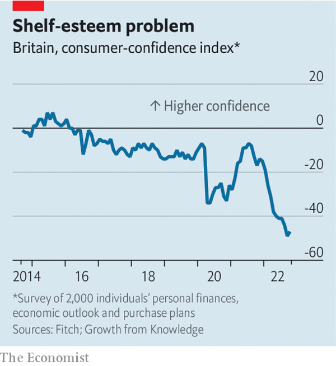 Shelf-esteem problem
Britain, consumer-confidence index*
20
↑ Higher confidence
0
-20
-40
-60
2014 16 18 20 22
*Survey of 2,000 individuals' personal finances,
economic outlook and purchase plans
Sources: Fitch; Growth from Knowledge
The Economist